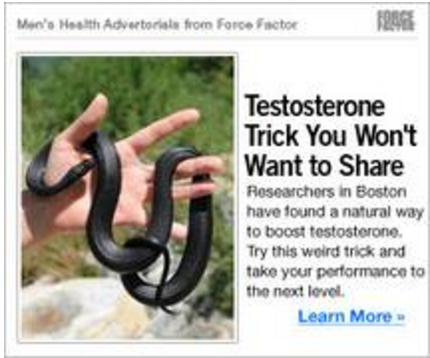 Men's Health Advertorials from Force Factor
FORCE
FACTOR
Testosterone
Trick You Won't
Want to Share
Researchers in Boston
have found a natural way
to boost testosterone.
Try this weird trick and
take your performance to
the next level.
Learn More »